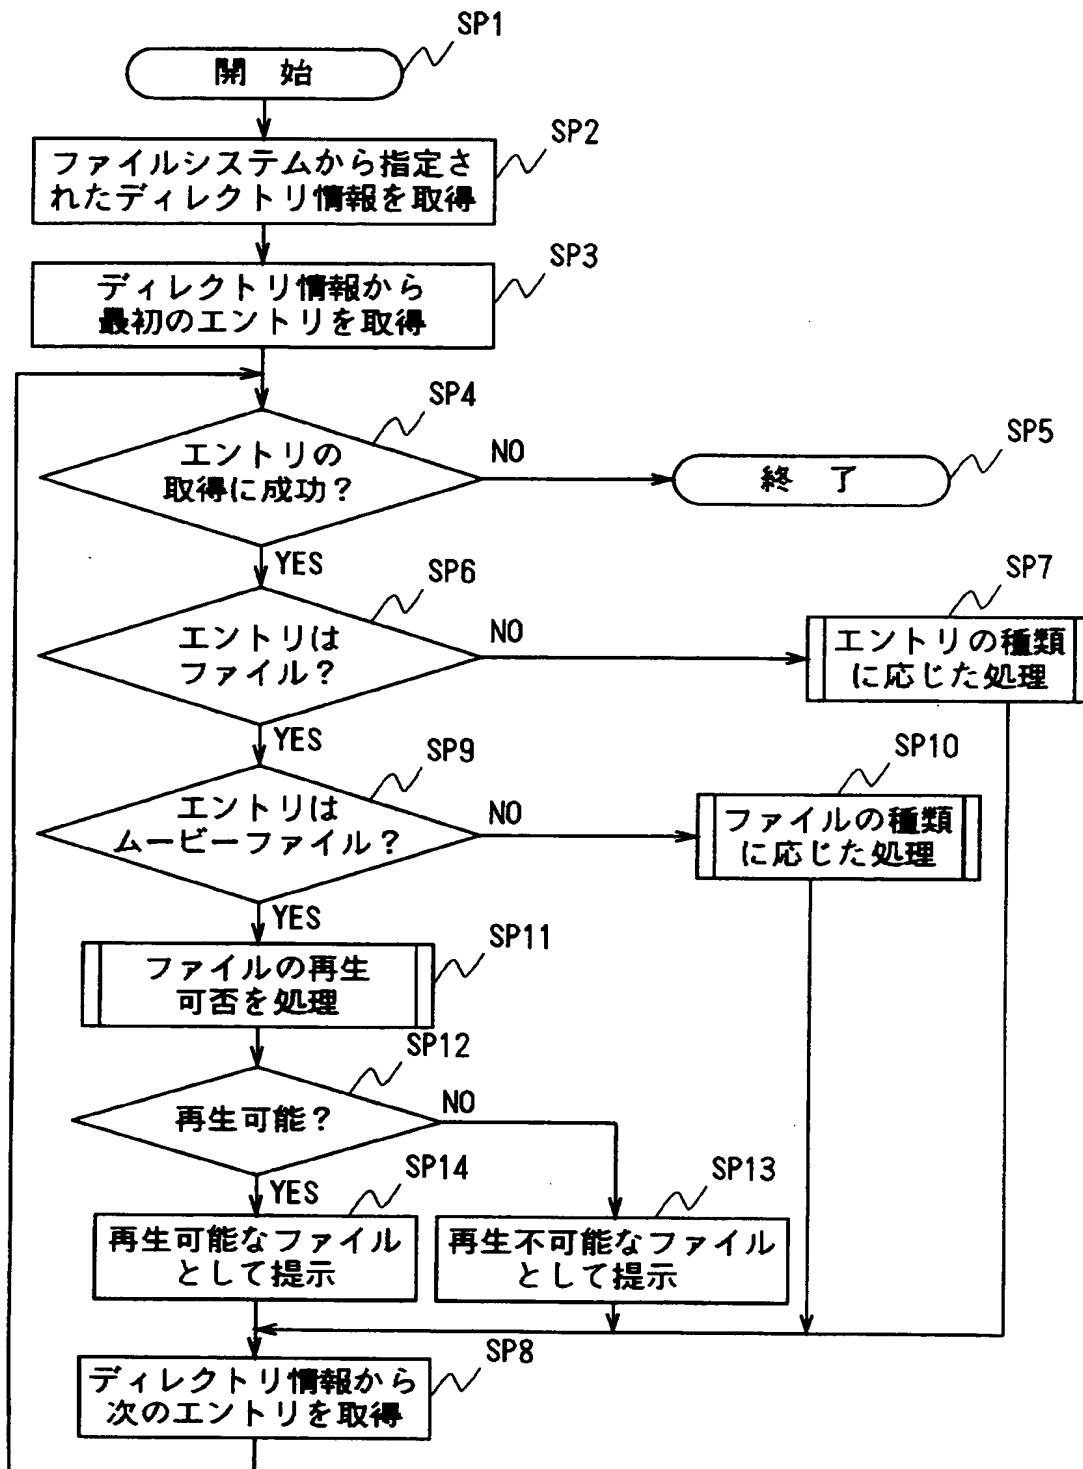 SP1
開 始
SP2
ファイルシステムから指定さ
れたディレクトリ情報を取得
SP3
ディレクトリ情報から
最初のエントリを取得
SP4
エントリの
取得に成功?
NO
SP5
終 了
YES
SP6
エントリは
ファイル?
NO
SP7
エントリの種類
に応じた処理
YES
SP9
エントリは
ムービーファイル?
NO
SP10
ファイルの種類
に応じた処理
YES
SP11
ファイルの再生
可否を処理
SP12
再生可能?
NO
YES
SP14
再生可能なファイル
として提示
SP13
再生不可能なファイル
として提示
SP8
ディレクトリ情報から
次のエントリを取得